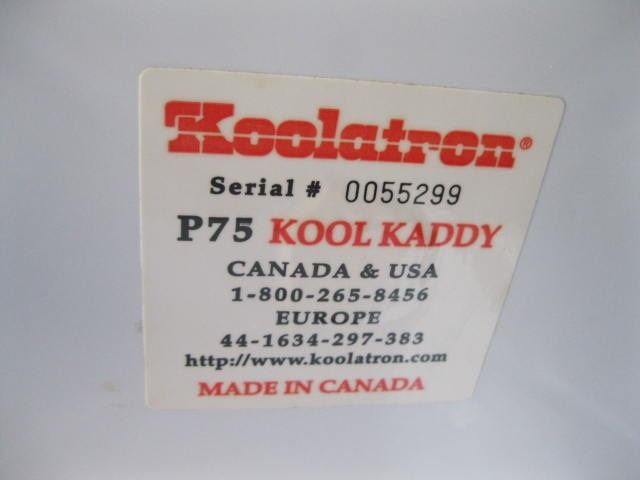 Koolatron®
Serial # 0055299
P75 KOOL KADDY
CANADA & USA
1-800-265-8456
EUROPE
44-1634-297-383
http://www.koolatron.com
MADE IN CANADA